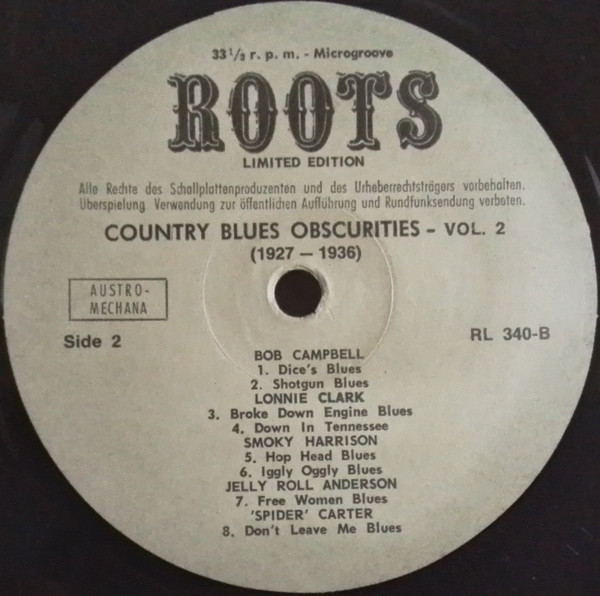 33 1/3 r. p. m. - Microgroove
ROOTS
LIMITED EDITION
Alle Rechte des Schallplattenproduzenten und des Urheberrechtsträgers vorbehalten.
Überspielung, Verwendung zur öffentlichen Aufführung und Rundfunksendung verboten.
COUNTRY BLUES OBSCURITIES - VOL. 2
(1927 - 1936)
AUSTRO-
MECHANA
Side 2
RL 340-B
BOB CAMPBELL
1. Dice's Blues
2. Shotgun Blues
LONNIE CLARK
3. Broke Down Engine Blues
4. Down In Tennessee
SMOKY HARRISON
5. Hop Head Blues
6. Iggly Oggly Blues
JELLY ROLL ANDERSON
7. Free Women Blues
'SPIDER' CARTER
8. Don't Leave Me Blues